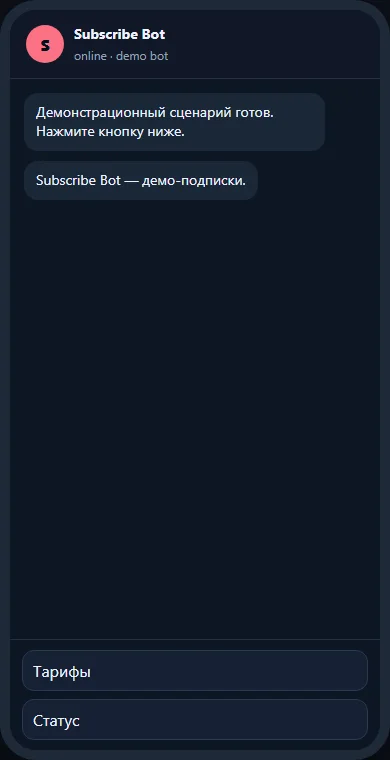 S
Subscribe Bot
online · demo bot
Демонстрационный сценарий готов.
Нажмите кнопку ниже.
Subscribe Bot — демо-подписки.
Тарифы
Статус